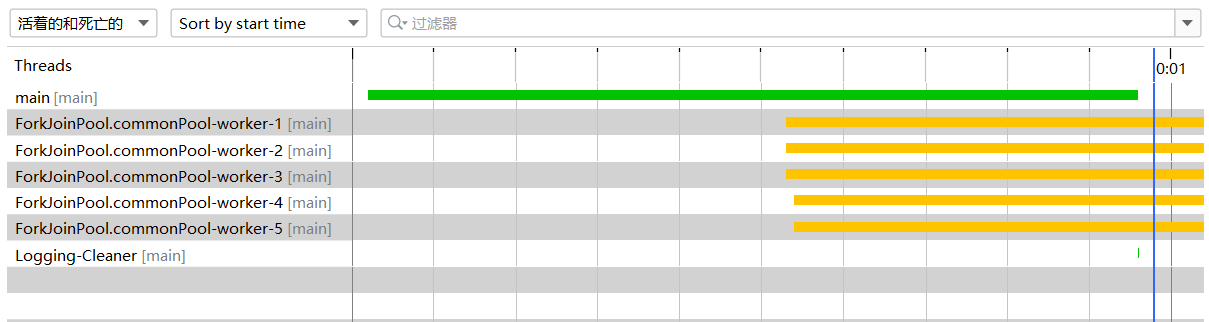 活着的和死亡的 Sort by start time 过滤器
Threads 0:01
main [main]
ForkJoinPool.commonPool-worker-1 [main]
ForkJoinPool.commonPool-worker-2 [main]
ForkJoinPool.commonPool-worker-3 [main]
ForkJoinPool.commonPool-worker-4 [main]
ForkJoinPool.commonPool-worker-5 [main]
Logging-Cleaner [main]